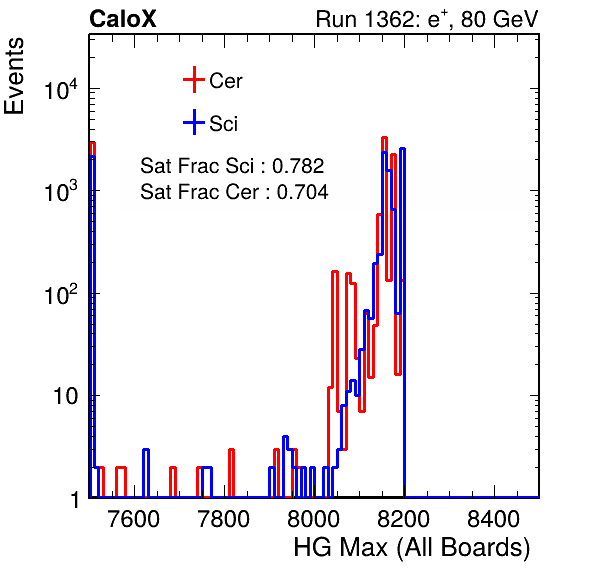 CaloX Run 1362: e⁺, 80 GeV
Events
Cer
Sci
Sat Frac Sci : 0.782
Sat Frac Cer : 0.704
10⁴
10³
10²
10
1
7600 7800 8000 8200 8400
HG Max (All Boards)